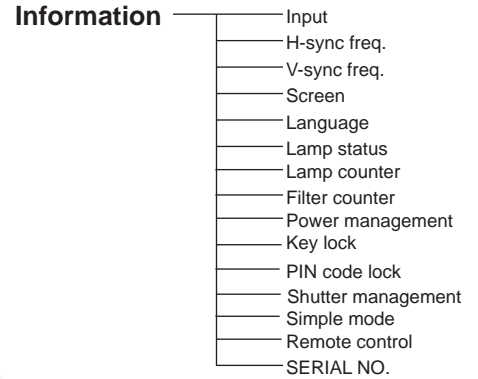 Information
Input
H-sync freq.
V-sync freq.
Screen
Language
Lamp status
Lamp counter
Filter counter
Power management
Key lock
PIN code lock
Shutter management
Simple mode
Remote control
SERIAL NO.